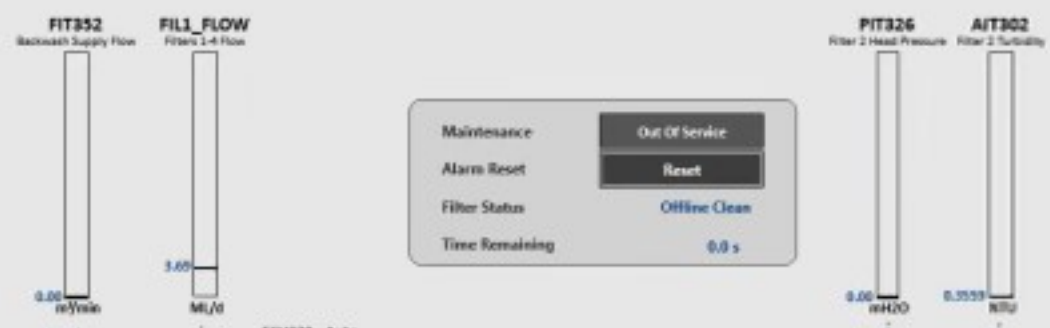 FIT352
Backwash Supply Flow
0.00
m³/min
FIL1_FLOW
Filters 1-4 Flow
3.69
ML/d
Maintenance
Out Of Service
Alarm Reset
Reset
Filter Status
Offline Clean
Time Remaining
0.0 s
PIT326
Filter 2 Head Pressure
0.00
mH2O
AIT302
Filter 2 Turbidity
NTU